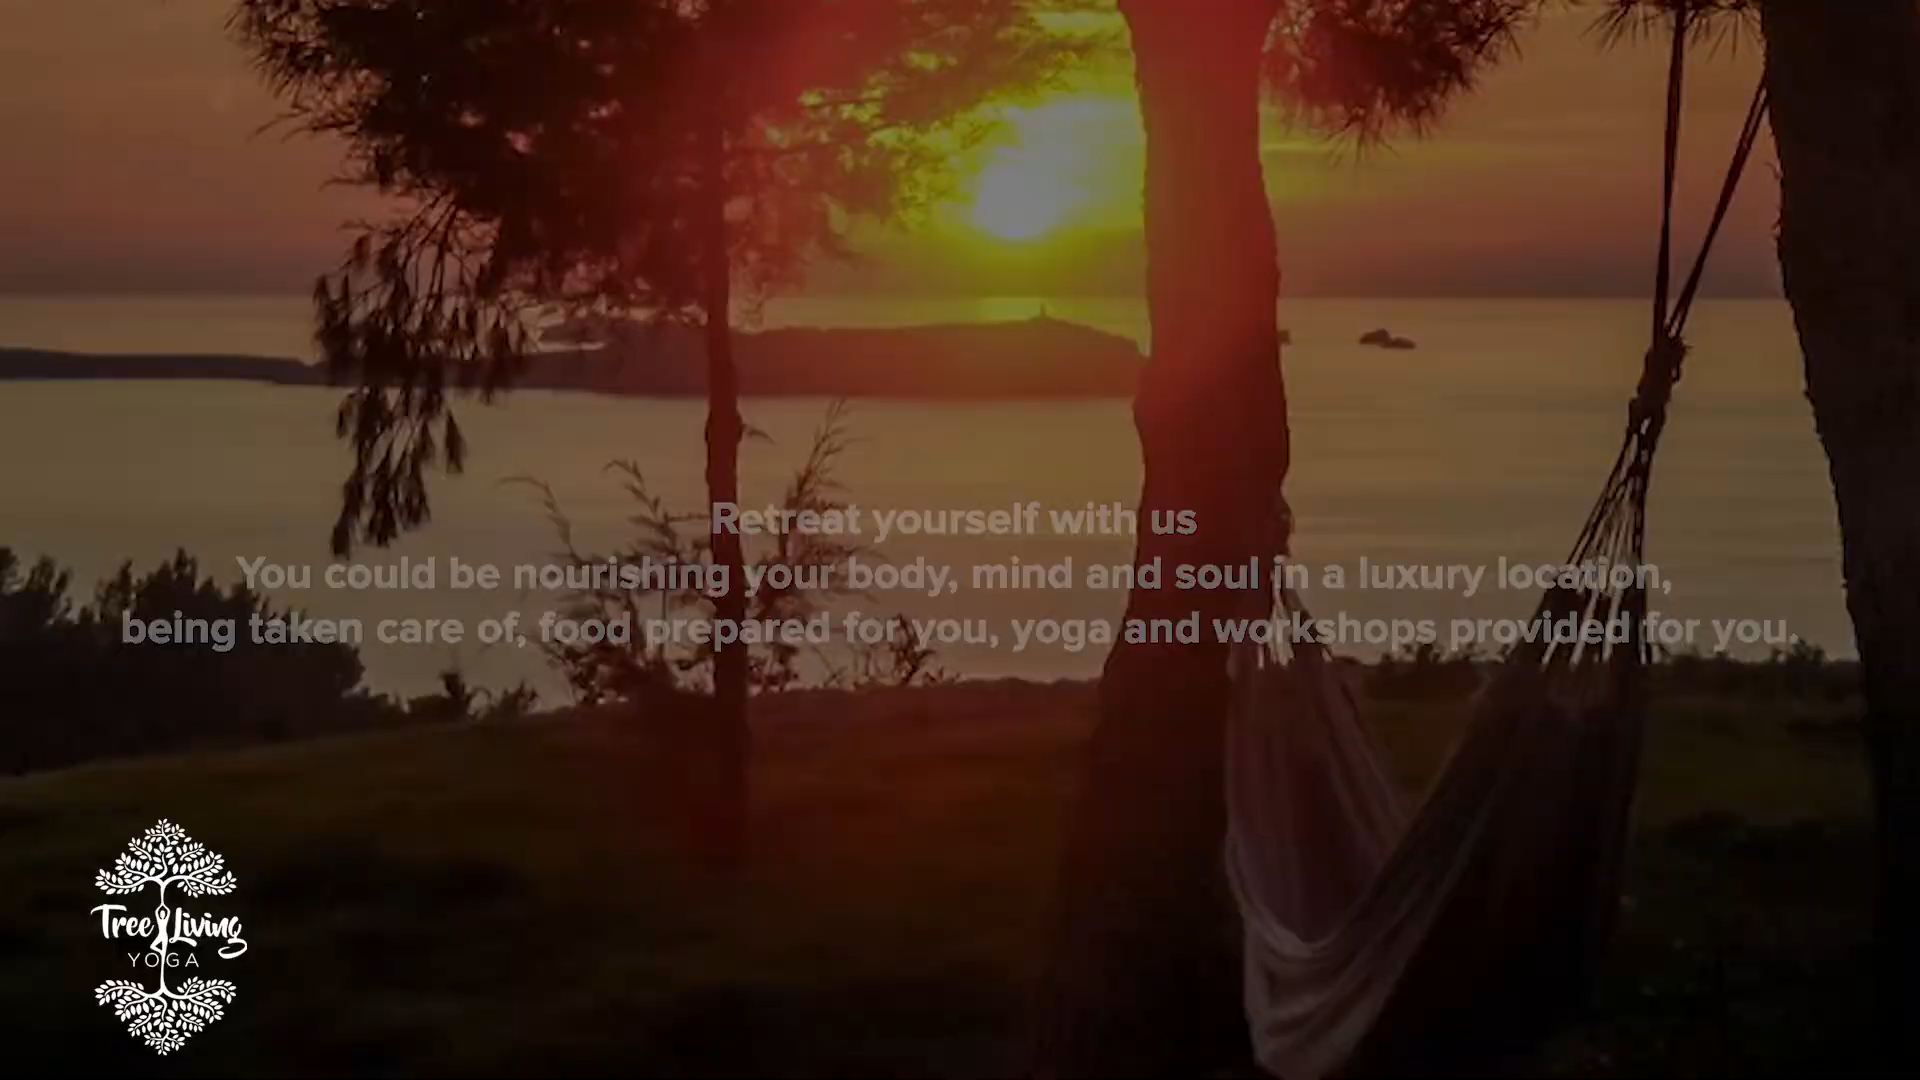 Retreat yourself with us
You could be nourishing your body, mind and soul in a luxury location,
being taken care of, food prepared for you, yoga and workshops provided for you.
Tree Living
YOGA